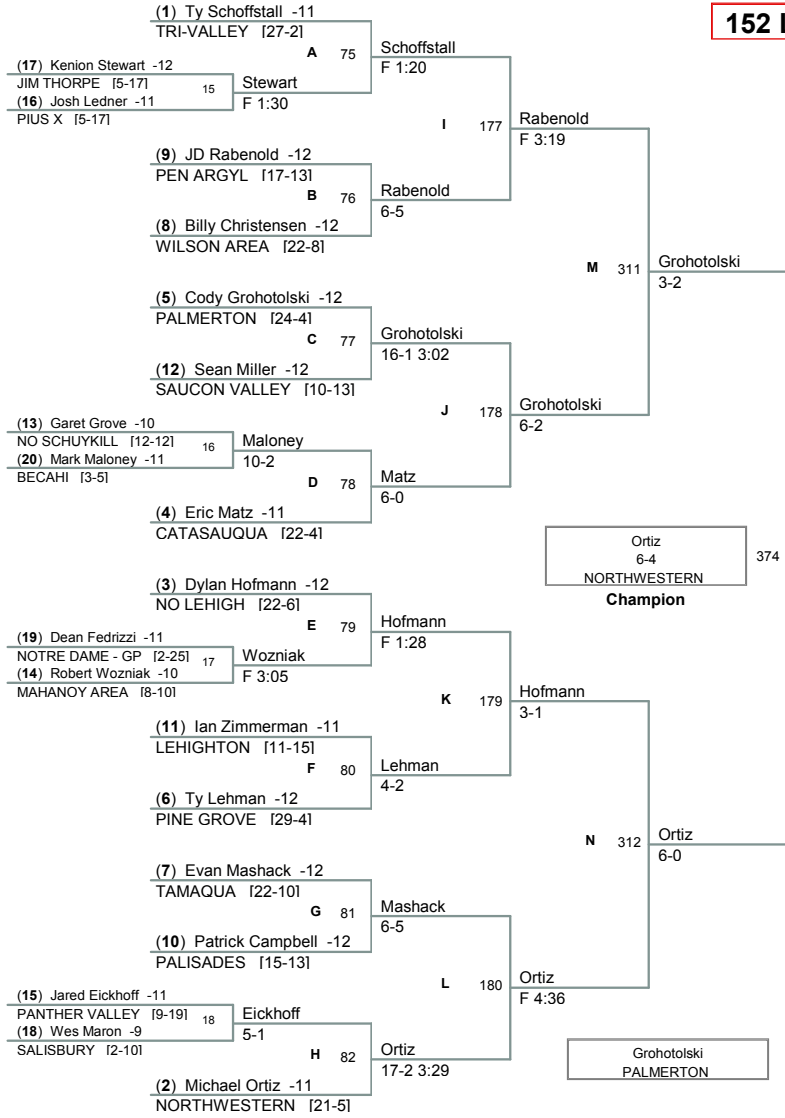 152 
(1) Ty Schoffstall -11
TRI-VALLEY [27-2]
A 75
Schoffstall
F 1:20
(17) Kenion Stewart -12
JIM THORPE [5-17]
15
Stewart
F 1:30
(16) Josh Ledner -11
PIUS X [5-17]
I 177
Rabenold
F 3:19
(9) JD Rabenold -12
PEN ARGYL [17-13]
B 76
Rabenold
6-5
(8) Billy Christensen -12
WILSON AREA [22-8]
M 311
Grohotolski
3-2
(5) Cody Grohotolski -12
PALMERTON [24-4]
C 77
Grohotolski
16-1 3:02
(12) Sean Miller -12
SAUCON VALLEY [10-13]
J 178
Grohotolski
6-2
(13) Garet Grove -10
NO SCHUYKILL [12-12]
16
Maloney
10-2
(20) Mark Maloney -11
BECAHI [3-5]
D 78
Matz
6-0
(4) Eric Matz -11
CATASAUQUA [22-4]
Ortiz
6-4
NORTHWESTERN
374
Champion
(3) Dylan Hofmann -12
NO LEHIGH [22-6]
E 79
Hofmann
F 1:28
(19) Dean Fedrizzi -11
NOTRE DAME - GP [2-25]
17
Wozniak
F 3:05
(14) Robert Wozniak -10
MAHANOY AREA [8-10]
K 179
Hofmann
3-1
(11) Ian Zimmerman -11
LEHIGHTON [11-15]
F 80
Lehman
4-2
(6) Ty Lehman -12
PINE GROVE [29-4]
N 312
Ortiz
6-0
(7) Evan Mashack -12
TAMAQUA [22-10]
G 81
Mashack
6-5
(10) Patrick Campbell -12
PALISADES [15-13]
L 180
Ortiz
F 4:36
(15) Jared Eickhoff -11
PANTHER VALLEY [9-19]
18
Eickhoff
5-1
(18) Wes Maron -9
SALISBURY [2-10]
H 82
Ortiz
17-2 3:29
(2) Michael Ortiz -11
NORTHWESTERN [21-5]
Grohotolski
PALMERTON